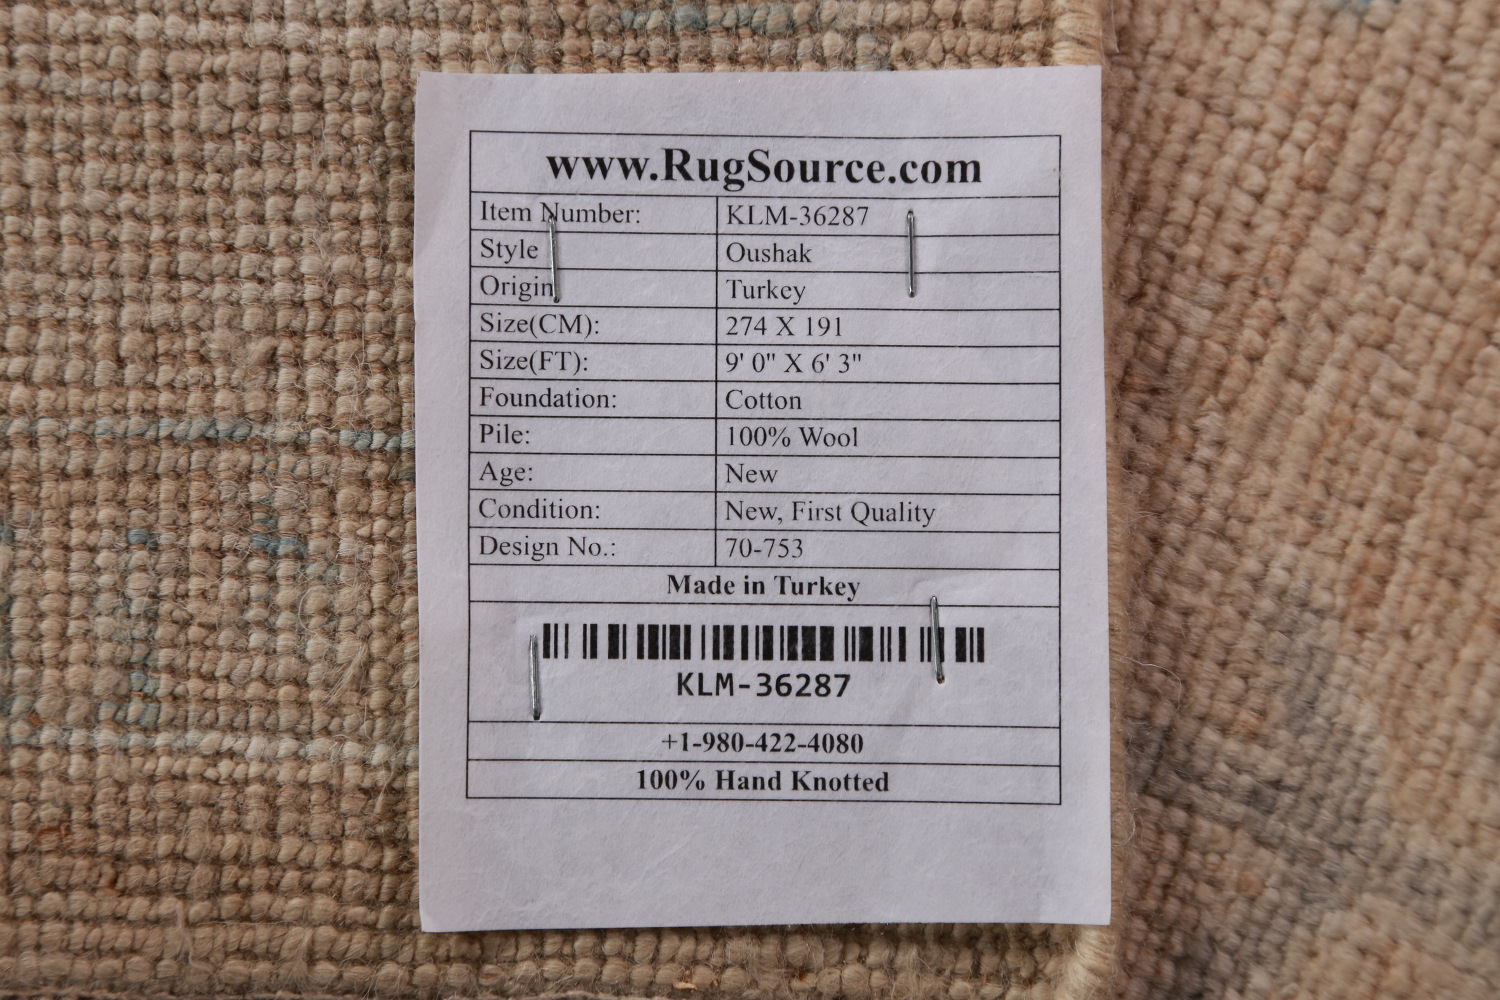 www.RugSource.com
Item Number: KLM-36287
Style Oushak
Origin Turkey
Size(CM): 274 X 191
Size(FT): 9' 0" X 6' 3"
Foundation: Cotton
Pile: 100% Wool
Age: New
Condition: New, First Quality
Design No.: 70-753
Made in Turkey
KLM-36287
+1-980-422-4080
100% Hand Knotted